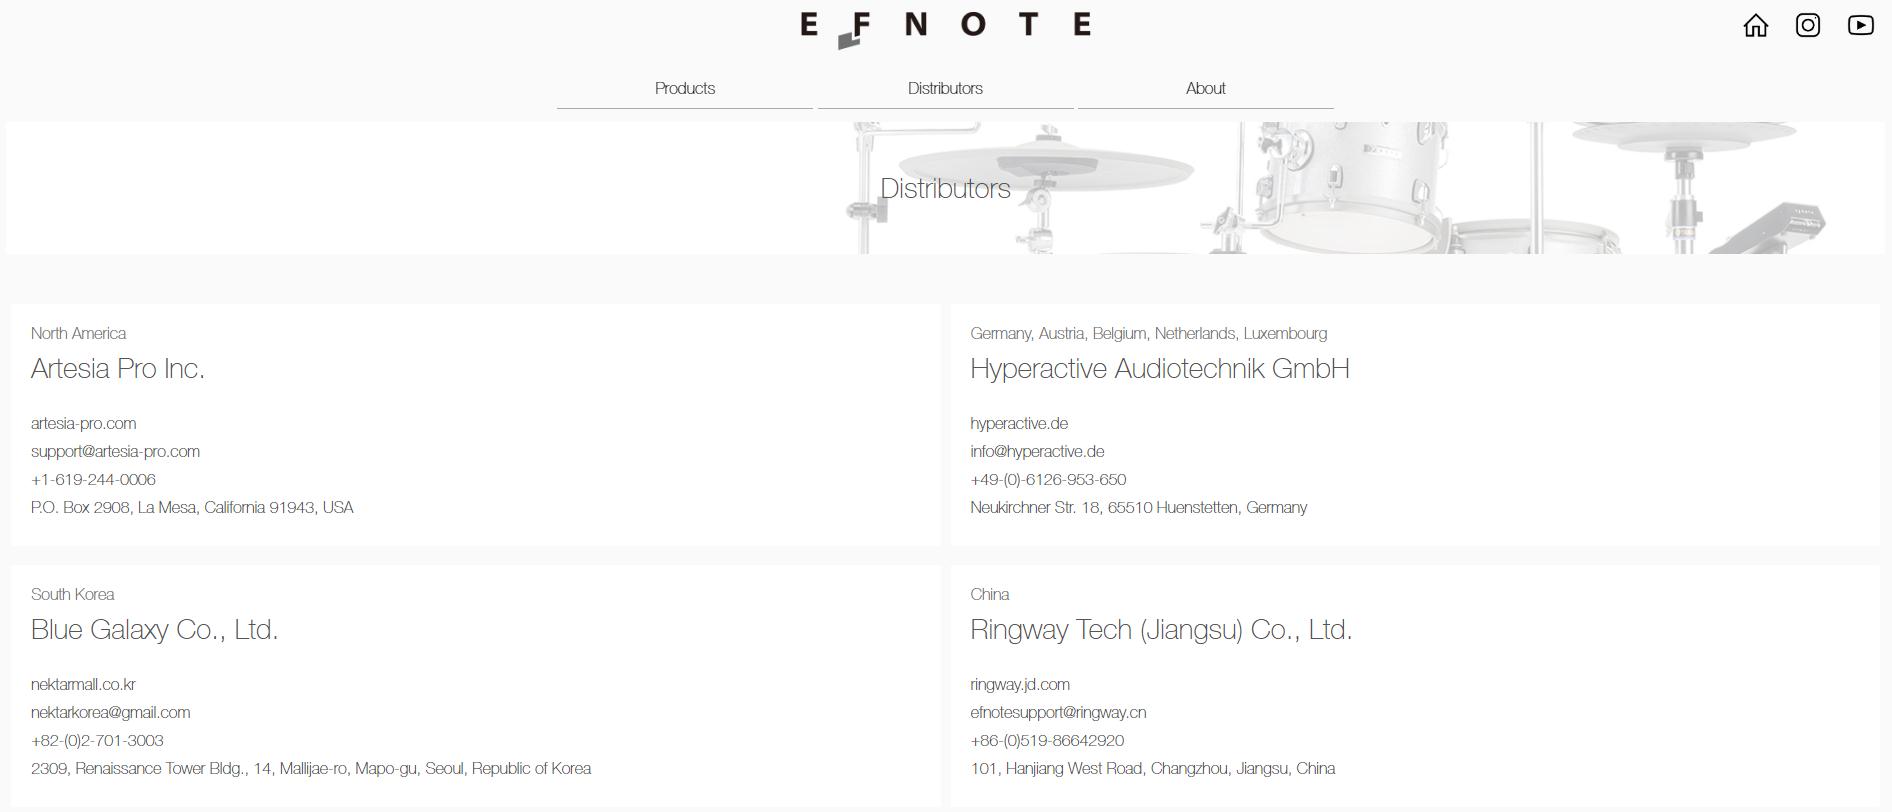 EFNOTE
Products
Distributors
About
Distributors
North America
Artesia Pro Inc.
artesia-pro.com
support@artesia-pro.com
+1-619-244-0006
P.O. Box 2908, La Mesa, California 91943, USA
Germany, Austria, Belgium, Netherlands, Luxembourg
Hyperactive Audiotechnik GmbH
hyperactive.de
info@hyperactive.de
+49-(0)-6126-953-650
Neukirchner Str. 18, 65510 Huenstetten, Germany
South Korea
Blue Galaxy Co., Ltd.
nektarmall.co.kr
nektarkorea@gmail.com
+82-(0)2-701-3003
2309, Renaissance Tower Bldg., 14, Mallijae-ro, Mapo-gu, Seoul, Republic of Korea
China
Ringway Tech (Jiangsu) Co., Ltd.
ringway.jd.com
efnotesupport@ringway.cn
+86-(0)519-86642920
101, Hanjiang West Road, Changzhou, Jiangsu, China